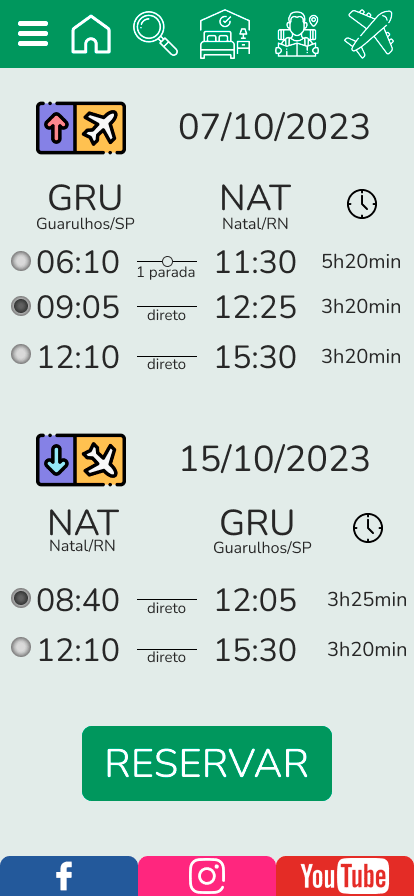 07/10/2023
GRU NAT
Guarulhos/SP Natal/RN
06:10 1 parada 11:30 5h20min
09:05 direto 12:25 3h20min
12:10 direto 15:30 3h20min
15/10/2023
NAT GRU
Natal/RN Guarulhos/SP
08:40 direto 12:05 3h25min
12:10 direto 15:30 3h20min
RESERVAR
f YouTube